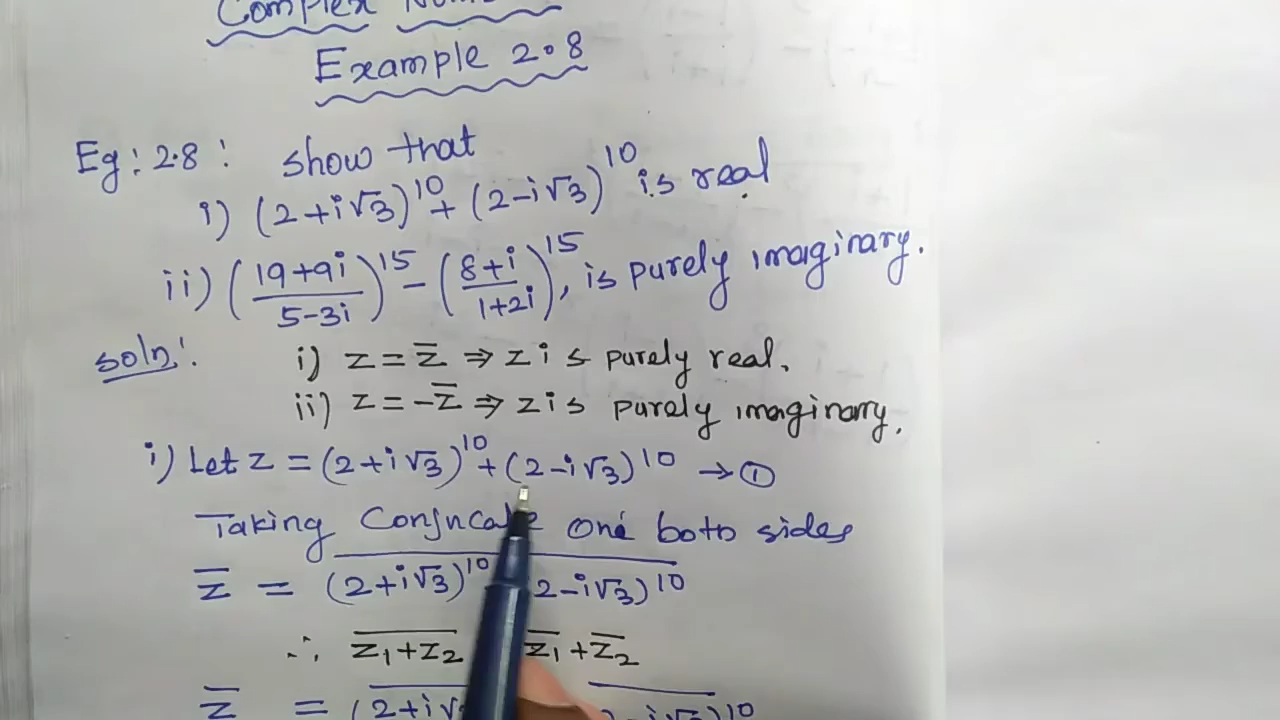 Complex
Example 2.8
Eg: 2.8: show that
i) (2+i√3)^10 + (2-i√3)^10 is real
ii) (19+9i / 5-3i)^15 - (8+i / 1+2i)^15, is purely imaginary.
soln:
i) z = z̅ ⇒ z is purely real.
ii) z = -z̅ ⇒ z is purely imaginary.
i) Let z = (2+i√3)^10 + (2-i√3)^10 → ①
Taking one both sides
z̅ = (2+i√3)^10 2-i√3)^10
∴ z₁+z₂ z̅₁+z̅₂
z̅ = (2+i√ -i√3)^10